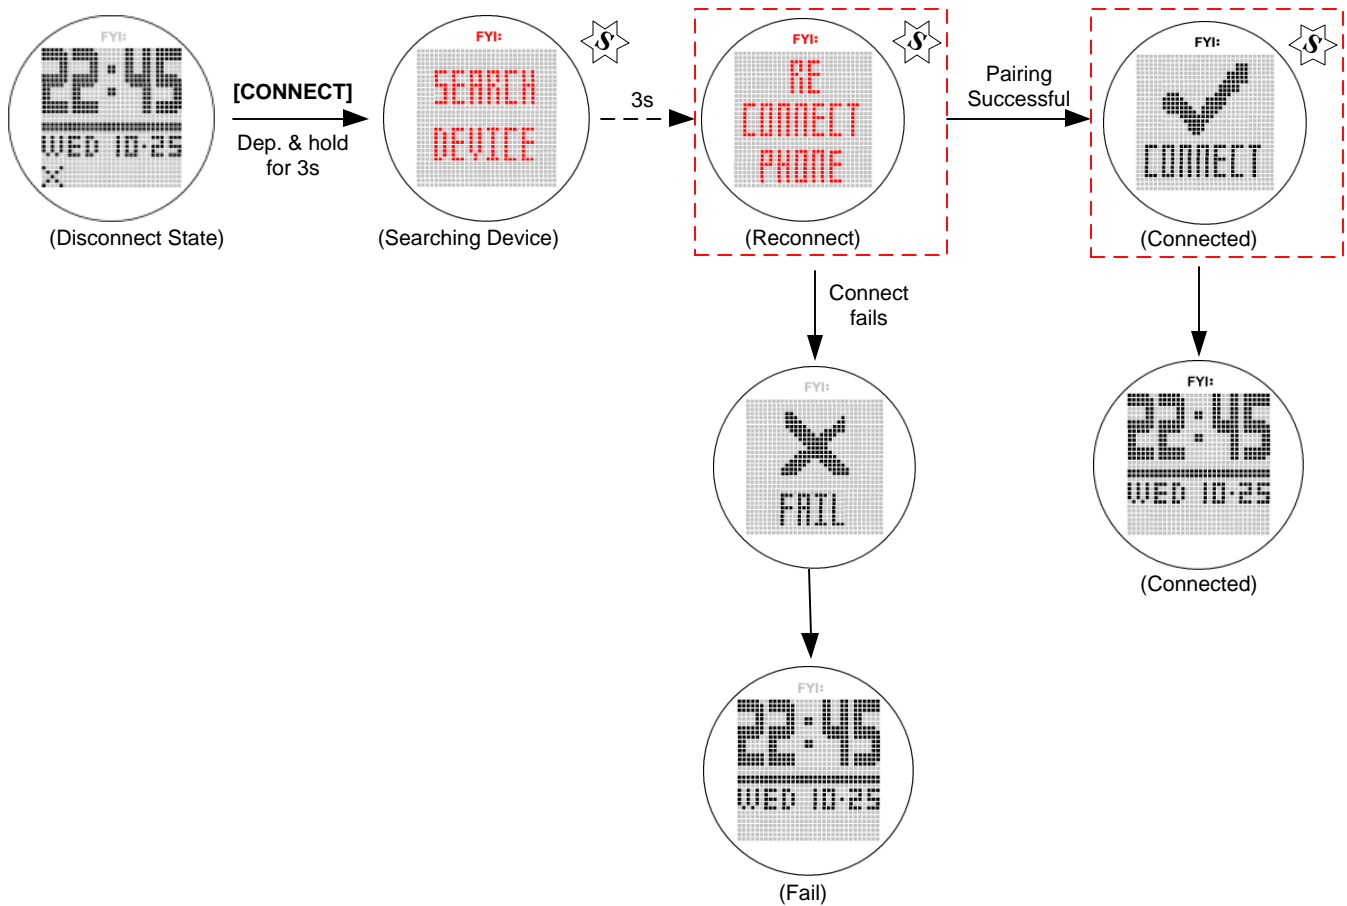 FYI:
22:45
WED 10·25
X
(Disconnect State)
[CONNECT]
Dep. & hold
for 3s
FYI:
SEARCH
DEVICE
S
(Searching Device)
3s
FYI:
RE
CONNECT
PHONE
S
(Reconnect)
Pairing
Successful
FYI:
CONNECT
S
(Connected)
Connect
fails
FYI:
FAIL
FYI:
22:45
WED 10·25
(Connected)
FYI:
22:45
WED 10·25
(Fail)